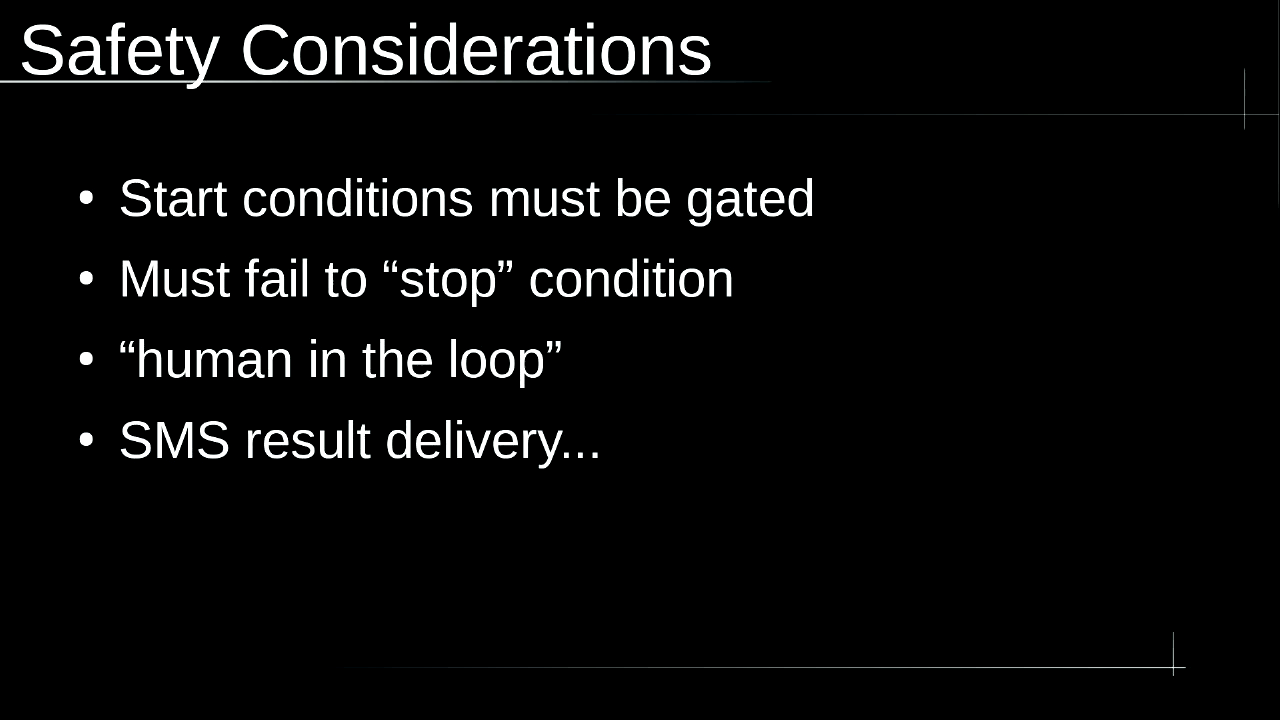 Safety Considerations
• Start conditions must be gated
• Must fail to “stop” condition
• “human in the loop”
• SMS result delivery...